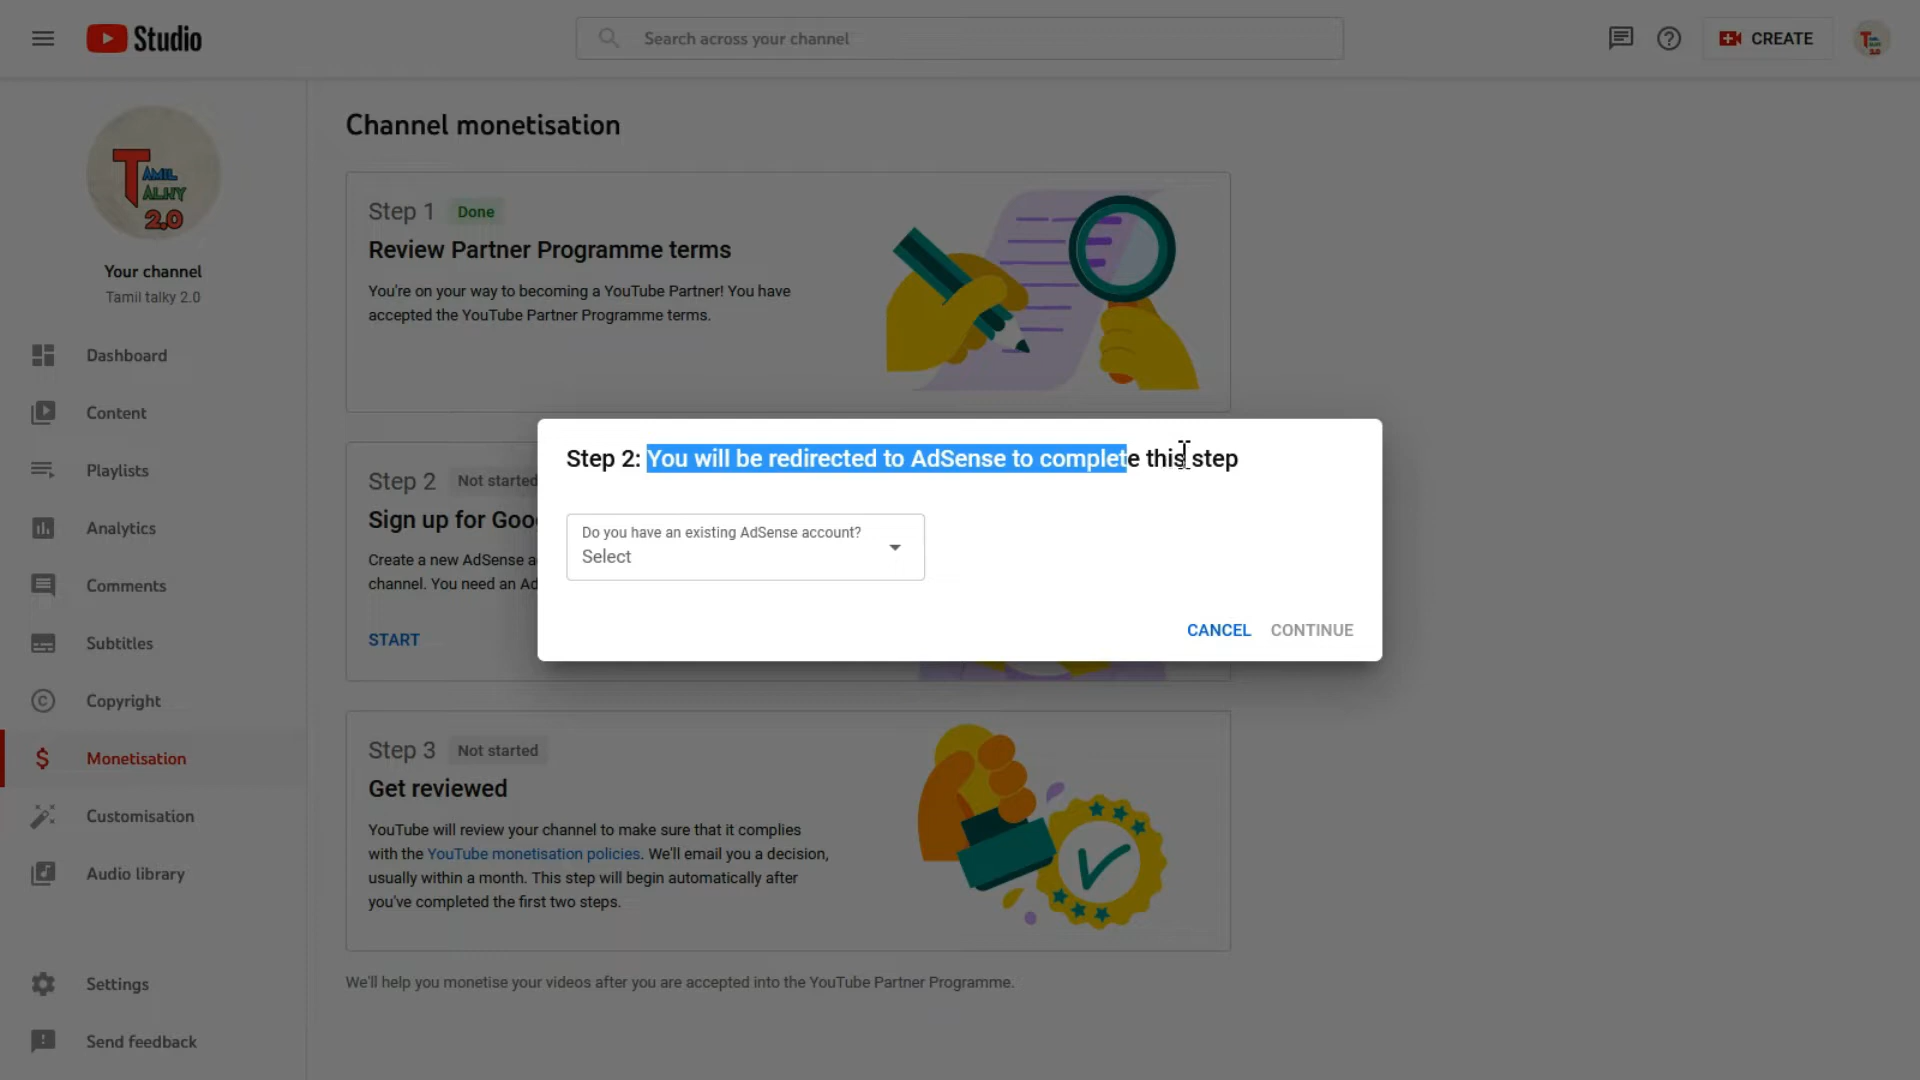 Studio
Search across your channel
CREATE
TAMIL
TALKY
2.0
Your channel
Tamil talky 2.0
Dashboard
Content
Playlists
Analytics
Comments
Subtitles
Copyright
Monetisation
Customisation
Audio library
Settings
Send feedback
Channel monetisation
Step 1 Done
Review Partner Programme terms
You're on your way to becoming a YouTube Partner! You have
accepted the YouTube Partner Programme terms.
Step 2 Not started
Sign up for Goo
Create a new AdSense a
channel. You need an Ad
START
Step 2: You will be redirected to AdSense to complete this step
Do you have an existing AdSense account?
Select
CANCEL CONTINUE
Step 3 Not started
Get reviewed
YouTube will review your channel to make sure that it complies
with the YouTube monetisation policies. We'll email you a decision,
usually within a month. This step will begin automatically after
you've completed the first two steps.
We'll help you monetise your videos after you are accepted into the YouTube Partner Programme.